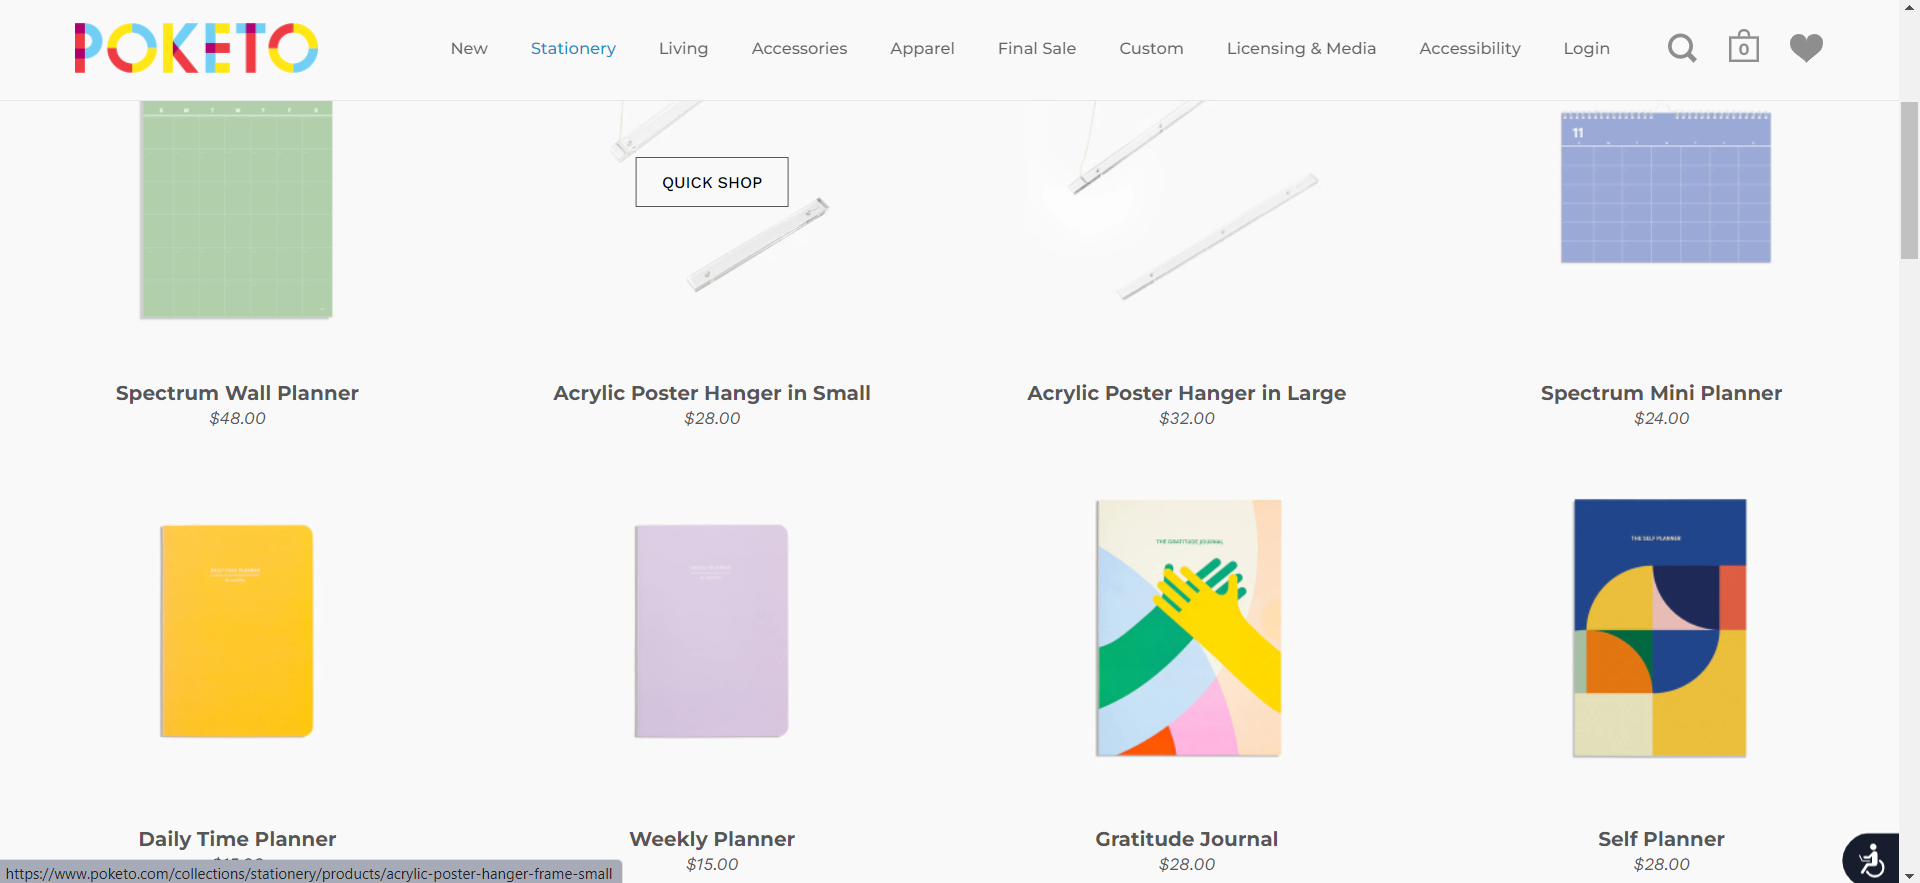 POKETO
New Stationery Living Accessories Apparel Final Sale Custom Licensing & Media Accessibility Login 0
S M T W T F S
11
QUICK SHOP
Spectrum Wall Planner
$48.00
Acrylic Poster Hanger in Small
$28.00
Acrylic Poster Hanger in Large
$32.00
Spectrum Mini Planner
$24.00
DAILY TIME PLANNER
THE GRATITUDE JOURNAL
THE SELF PLANNER
Daily Time Planner
Weekly Planner
$15.00
Gratitude Journal
$28.00
Self Planner
$28.00
https://www.poketo.com/collections/stationery/products/acrylic-poster-hanger-frame-small